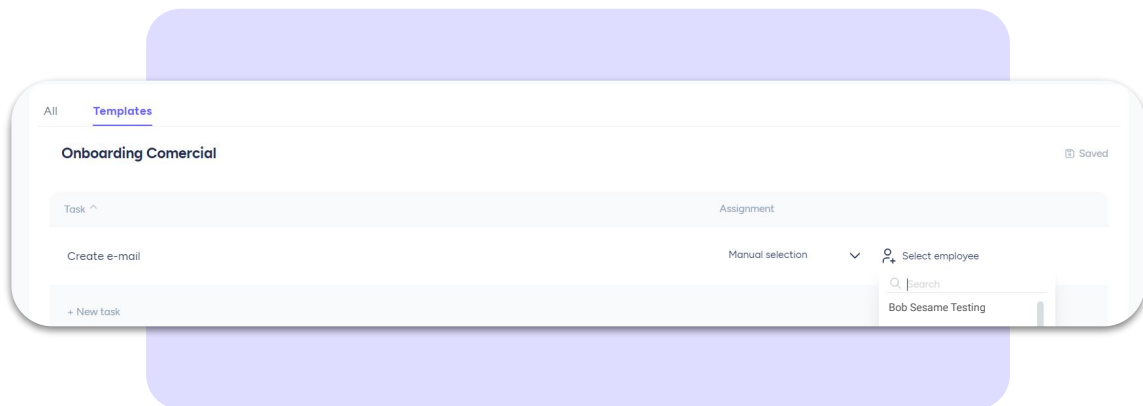 All Templates
Onboarding Comercial Saved
Task Assignment
Create e-mail Manual selection Select employee
Search
Bob Sesame Testing
+ New task